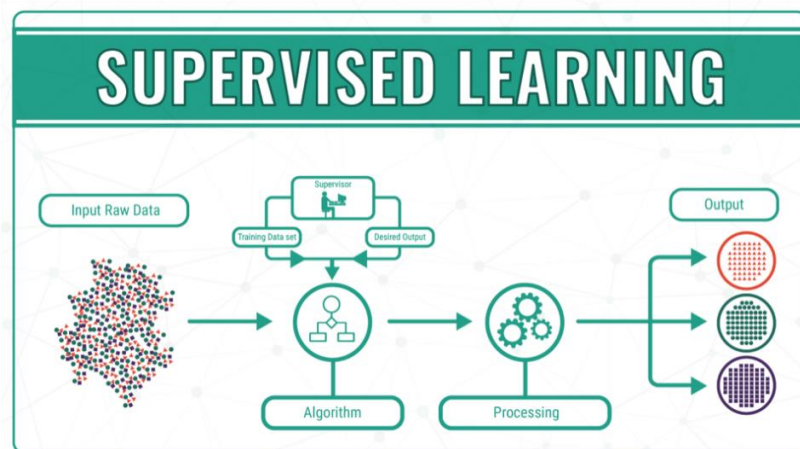 SUPERVISED LEARNING
Supervisor
Input Raw Data
Output
Training Data set
Desired Output
Algorithm
Processing